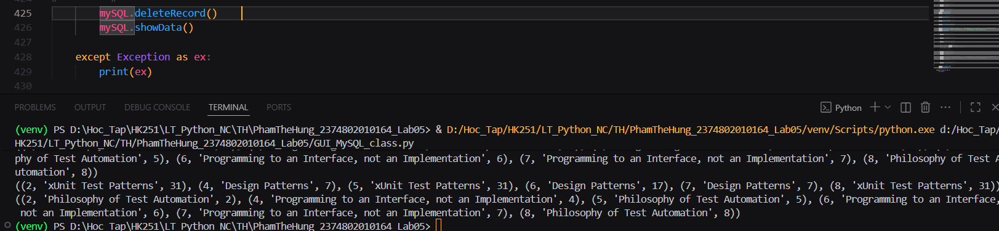 425 mySQL.deleteRecord()
426 mySQL.showData()
427
428 except Exception as ex:
429 print(ex)
430
PROBLEMS OUTPUT DEBUG CONSOLE TERMINAL PORTS Python
(venv) PS D:\Hoc_Tap\HK251\LT_Python_NC\TH\PhamTheHung_2374802010164_Lab05> & D:/Hoc_Tap/HK251/LT_Python_NC/TH/PhamTheHung_2374802010164_Lab05/venv/Scripts/python.exe d:/Hoc_Tap/
HK251/LT_Python_NC/TH/PhamTheHung_2374802010164_Lab05/GUI_MySQL_class.py
phy of Test Automation', 5), (6, 'Programming to an Interface, not an Implementation', 6), (7, 'Programming to an Interface, not an Implementation', 7), (8, 'Philosophy of Test A
utomation', 8))
((2, 'xUnit Test Patterns', 31), (4, 'Design Patterns', 7), (5, 'xUnit Test Patterns', 31), (6, 'Design Patterns', 17), (7, 'Design Patterns', 7), (8, 'xUnit Test Patterns', 31))
((2, 'Philosophy of Test Automation', 2), (4, 'Programming to an Interface, not an Implementation', 4), (5, 'Philosophy of Test Automation', 5), (6, 'Programming to an Interface,
not an Implementation', 6), (7, 'Programming to an Interface, not an Implementation', 7), (8, 'Philosophy of Test Automation', 8))
(venv) PS D:\Hoc_Tap\HK251\LT_Python_NC\TH\PhamTheHung_2374802010164_Lab05>